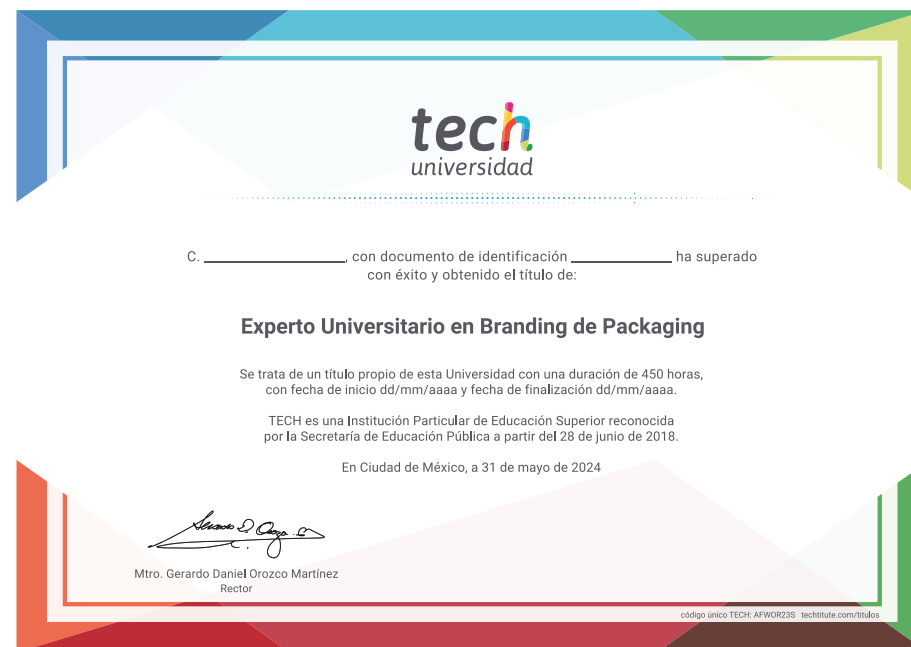 tech
universidad
C. ____________, con documento de identificación ____________ ha superado
con éxito y obtenido el título de:
Experto Universitario en Branding de Packaging
Se trata de un título propio de esta Universidad con una duración de 450 horas,
con fecha de inicio dd/mm/aaaa y fecha de finalización dd/mm/aaaa.
TECH es una Institución Particular de Educación Superior reconocida
por la Secretaría de Educación Pública a partir del 28 de junio de 2018.
En Ciudad de México, a 31 de mayo de 2024
Mtro. Gerardo Daniel Orozco Martínez
Rector
código único TECH: AFWOR23S techtitute.com/titulos